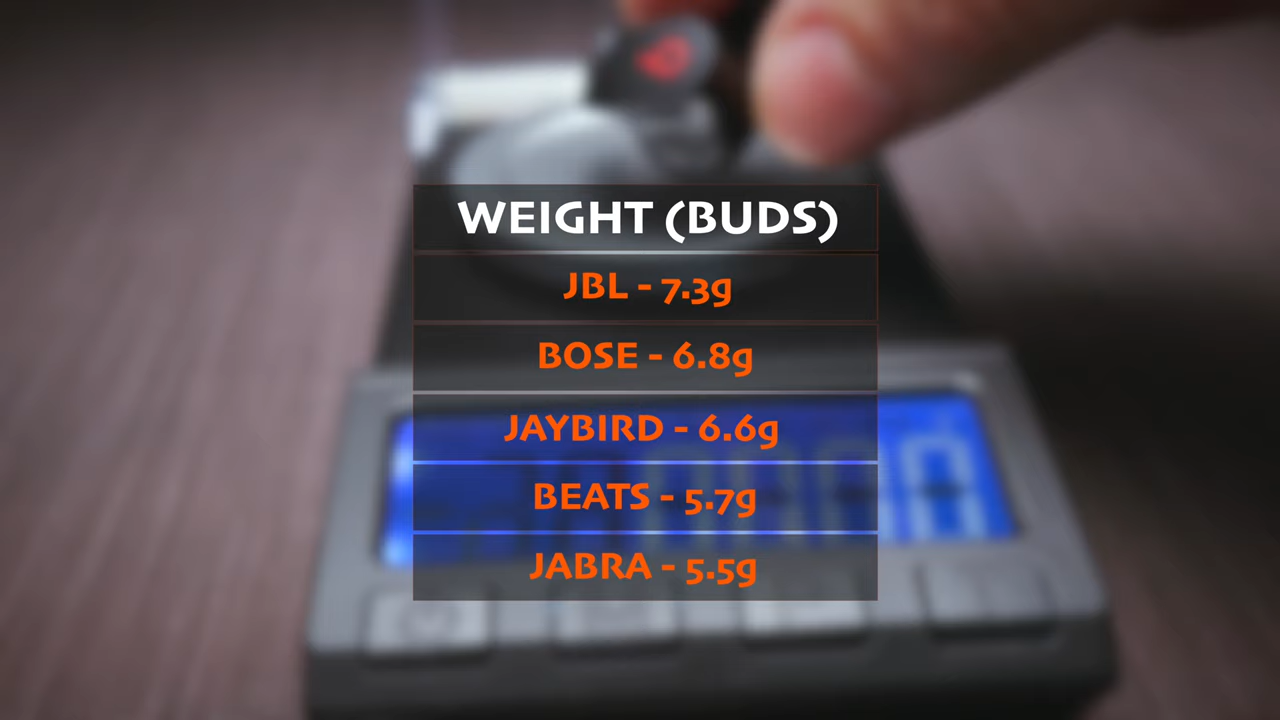 WEIGHT (BUDS)
JBL - 7.3g
BOSE - 6.8g
JAYBIRD - 6.6g
BEATS - 5.7g
JABRA - 5.5g